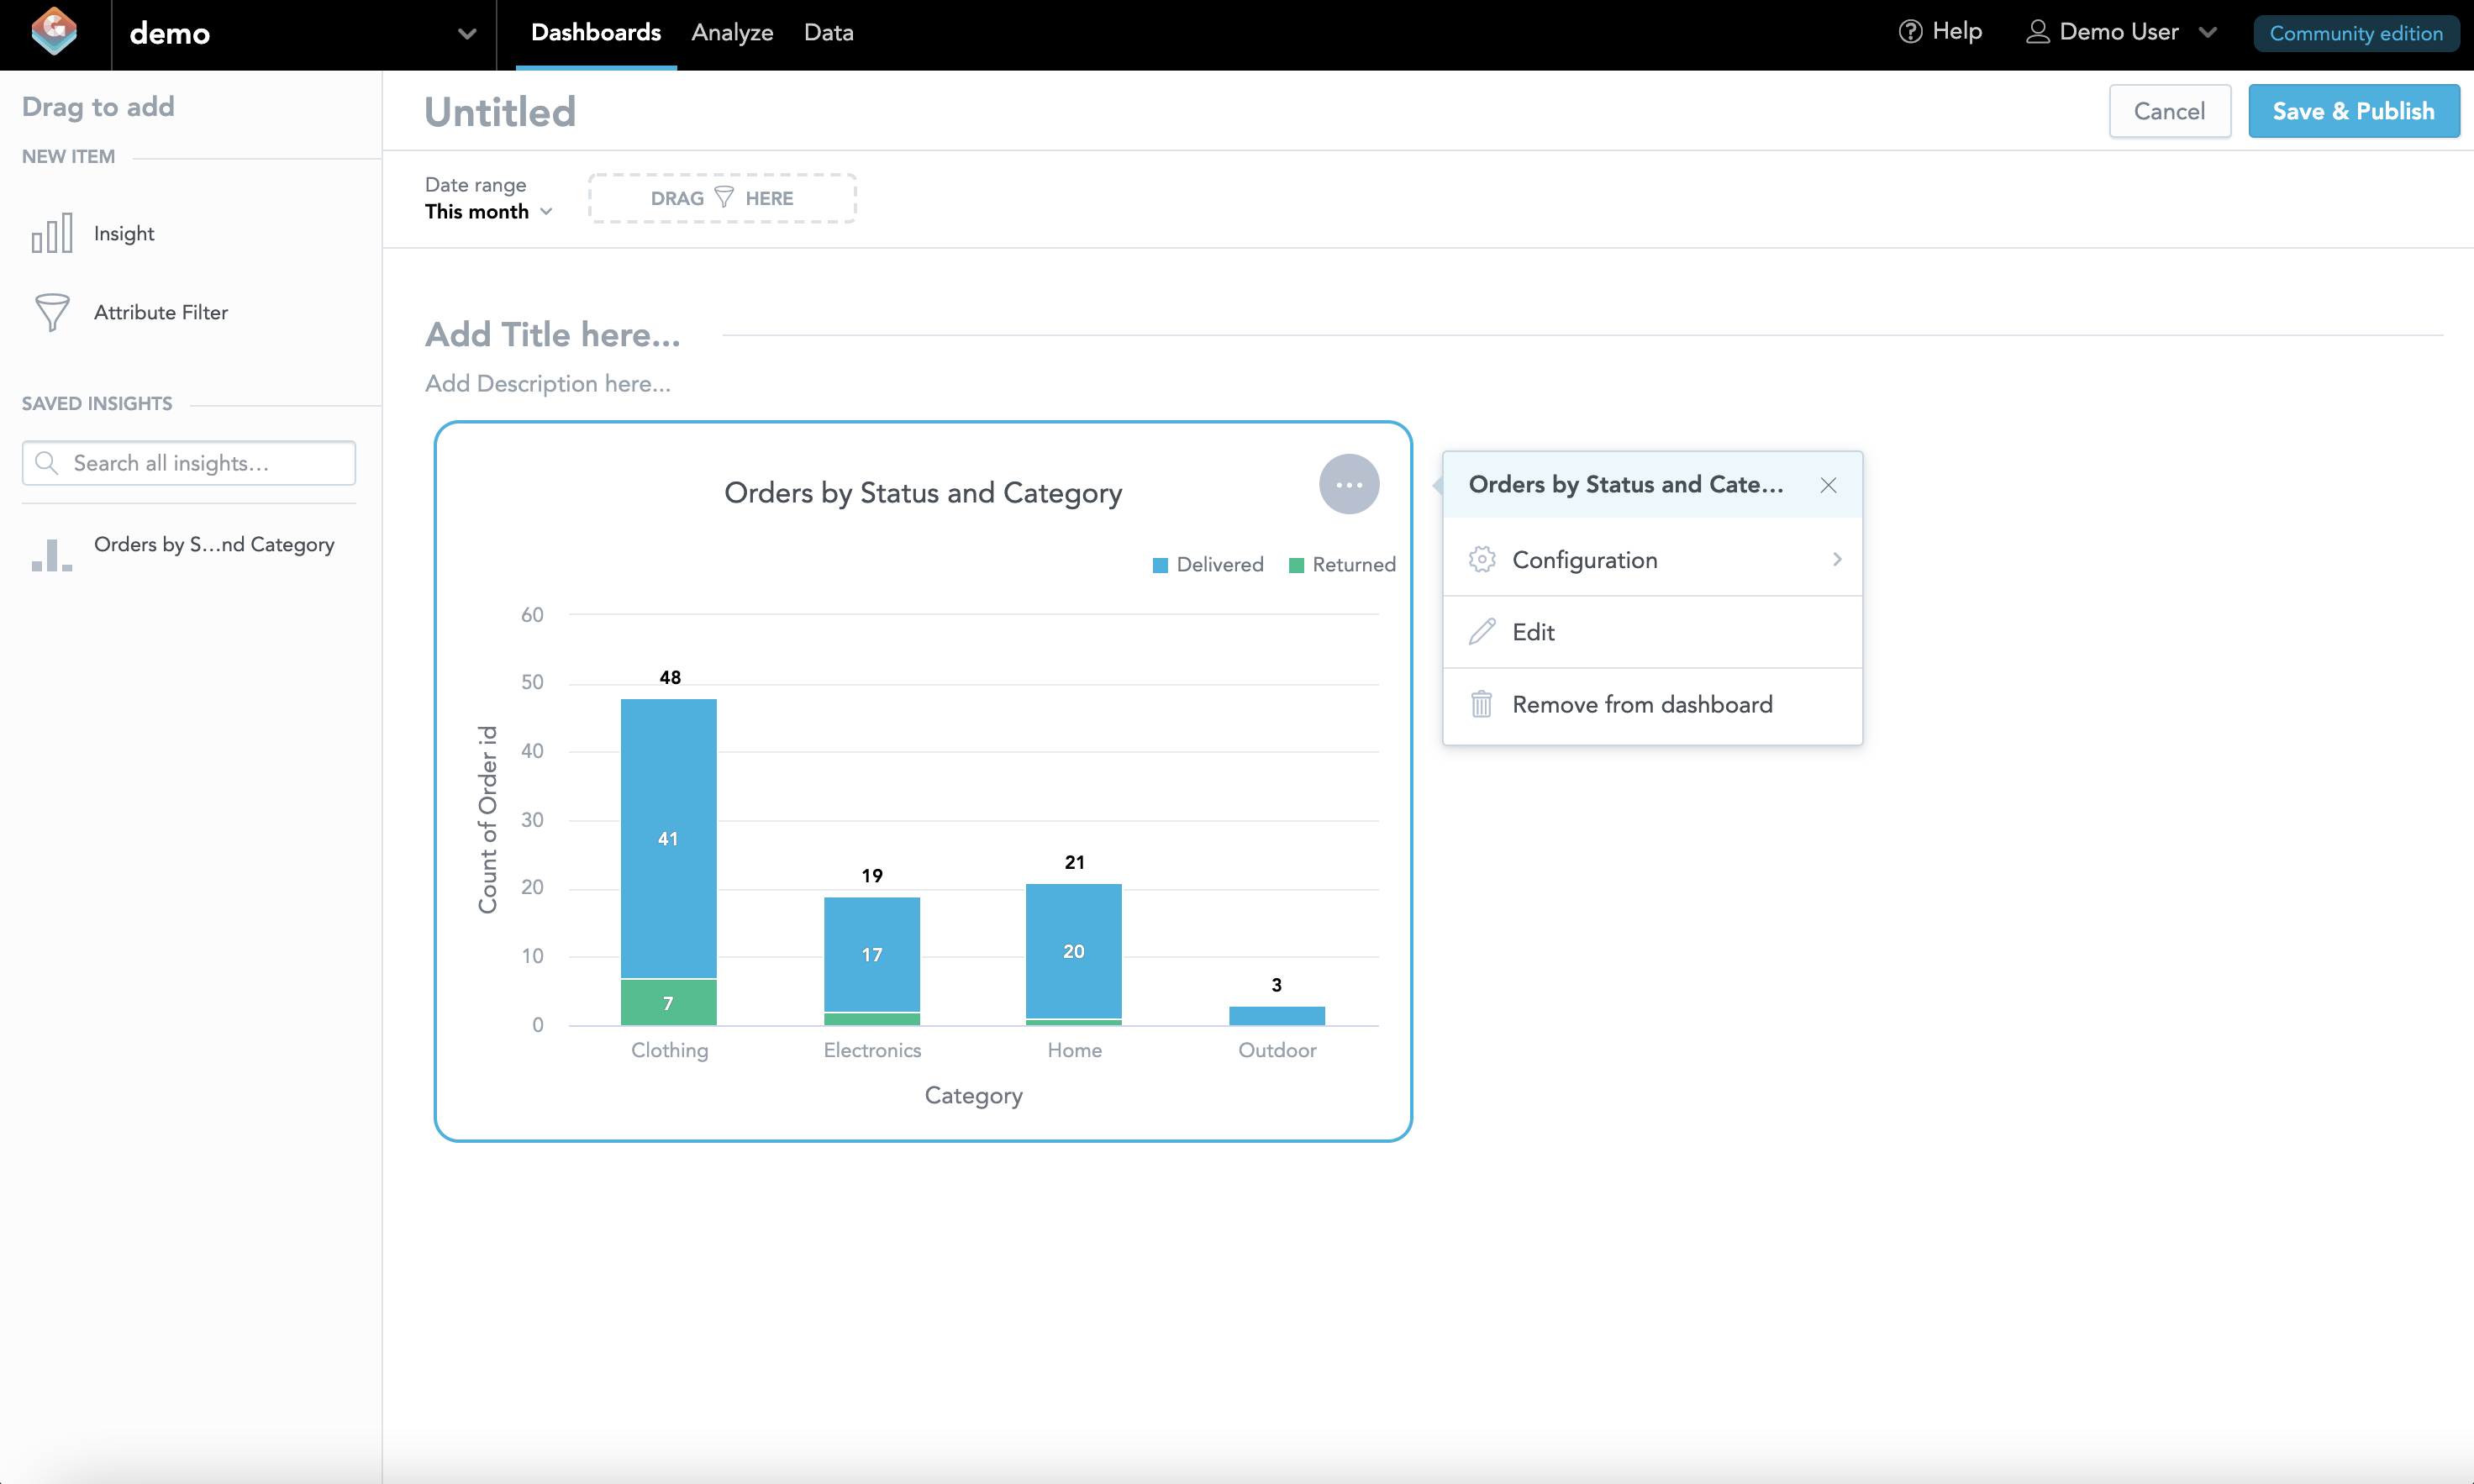 demo
Dashboards Analyze Data
Help
Demo User
Community edition
Drag to add
NEW ITEM
Insight
Attribute Filter
SAVED INSIGHTS
Search all insights...
Orders by S...nd Category
Untitled
Cancel
Save & Publish
Date range
This month
DRAG HERE
Add Title here...
Add Description here...
Orders by Status and Category
Delivered Returned
Count of Order id
60
50
40
30
20
10
0
48
41
7
19
17
21
20
3
Clothing Electronics Home Outdoor
Category
Orders by Status and Cate...
Configuration
Edit
Remove from dashboard